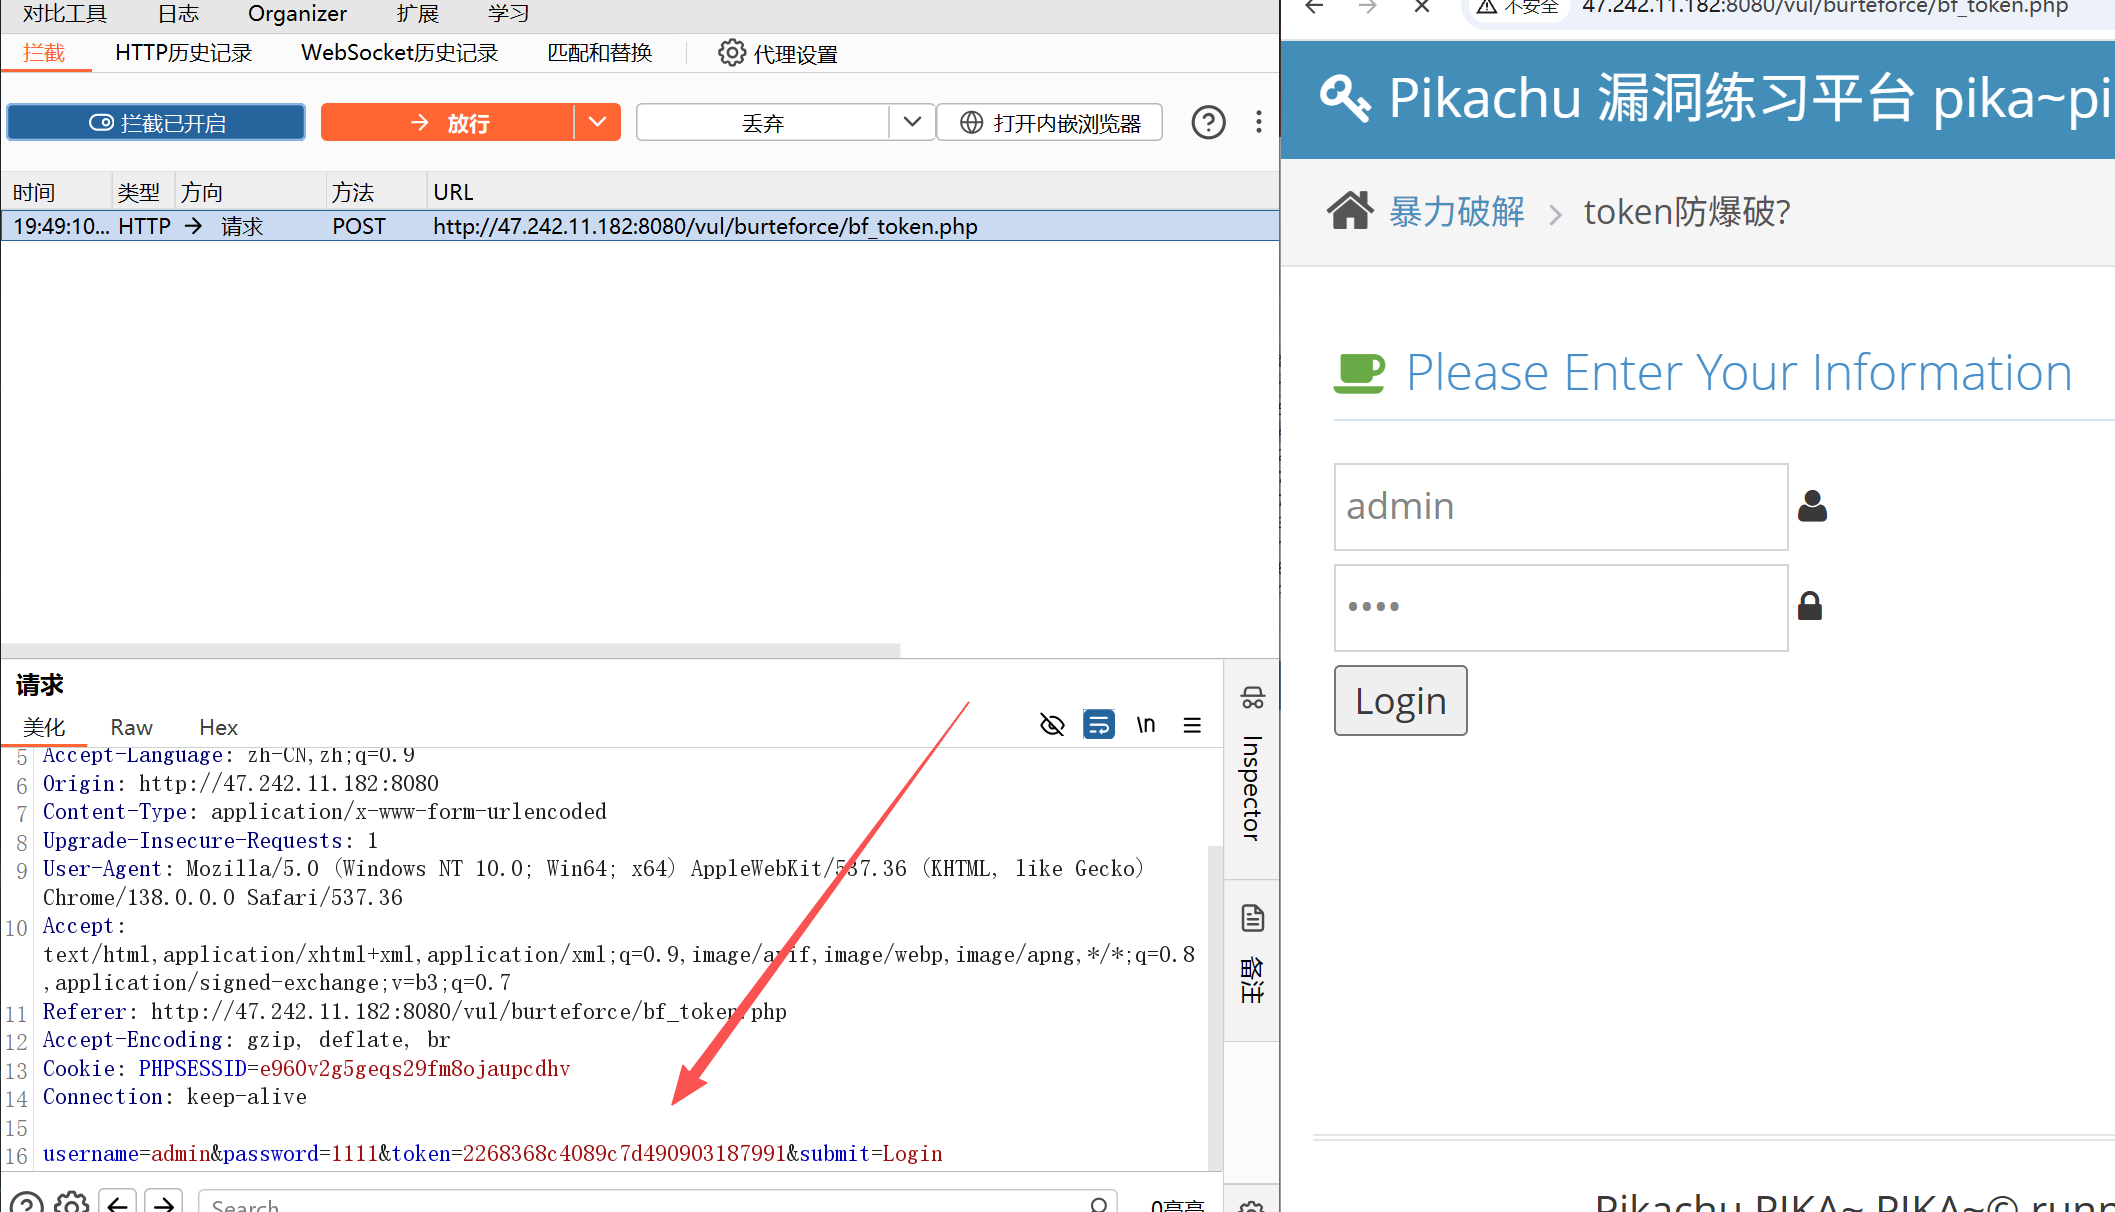 对比工具 日志 Organizer 扩展 学习
拦截 HTTP历史记录 WebSocket历史记录 匹配和替换 代理设置
拦截已开启 放行 丢弃 打开内嵌浏览器
时间 类型 方向 方法 URL
19:49:10... HTTP → 请求 POST http://47.242.11.182:8080/vul/burteforce/bf_token.php
请求
美化 Raw Hex \n
5 Accept-Language: zh-CN,zh;q=0.9
6 Origin: http://47.242.11.182:8080
7 Content-Type: application/x-www-form-urlencoded
8 Upgrade-Insecure-Requests: 1
9 User-Agent: Mozilla/5.0 (Windows NT 10.0; Win64; x64) AppleWebKit/537.36 (KHTML, like Gecko)
Chrome/138.0.0.0 Safari/537.36
10 Accept:
text/html,application/xhtml+xml,application/xml;q=0.9,image/avif,image/webp,image/apng,*/*;q=0.8
,application/signed-exchange;v=b3;q=0.7
11 Referer: http://47.242.11.182:8080/vul/burteforce/bf_token.php
12 Accept-Encoding: gzip, deflate, br
13 Cookie: PHPSESSID=e960v2g5geqs29fm8ojaupcdhv
14 Connection: keep-alive
15
16 username=admin&password=1111&token=2268368c4089c7d490903187991&submit=Login
Search 0高亮
Inspector
备注
不安全 47.242.11.182:8080/vul/burteforce/bf_token.php
Pikachu 漏洞练习平台 pika~pi
暴力破解 > token防爆破?
Please Enter Your Information
admin
••••
Login
Pikachu PIKA~ PIKA~© runn